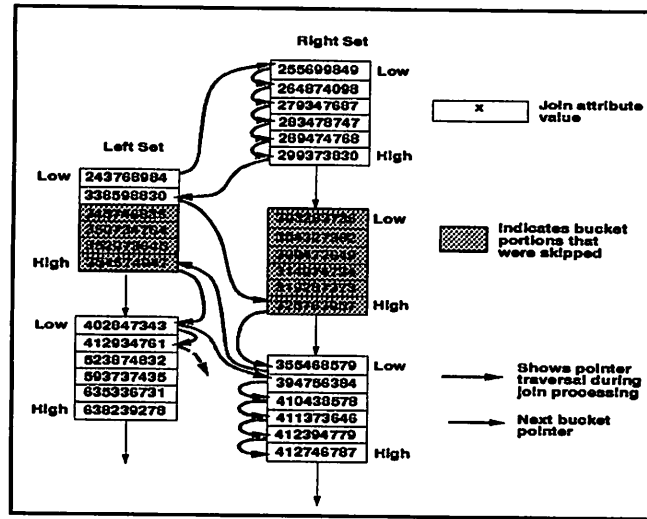 Right Set
Low
255699849
264874098
279347687
283478747
289474768
299373830
High
x
Join attribute
value
Left Set
Low
243768984
338598830
High
Low
High
Indicates bucket
portions that
were skipped
Low
402847343
412934761
523874832
593737435
635336731
638239278
High
355468579
394756384
410438578
411373646
412394779
412746787
Low
High
Shows pointer
traversal during
join processing
Next bucket
pointer